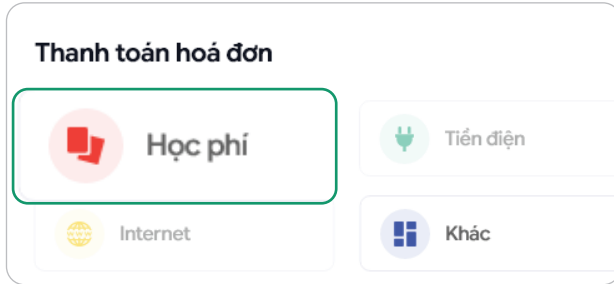 Thanh toán hoá đơn
Học phí
Tiền điện
Internet
Khác